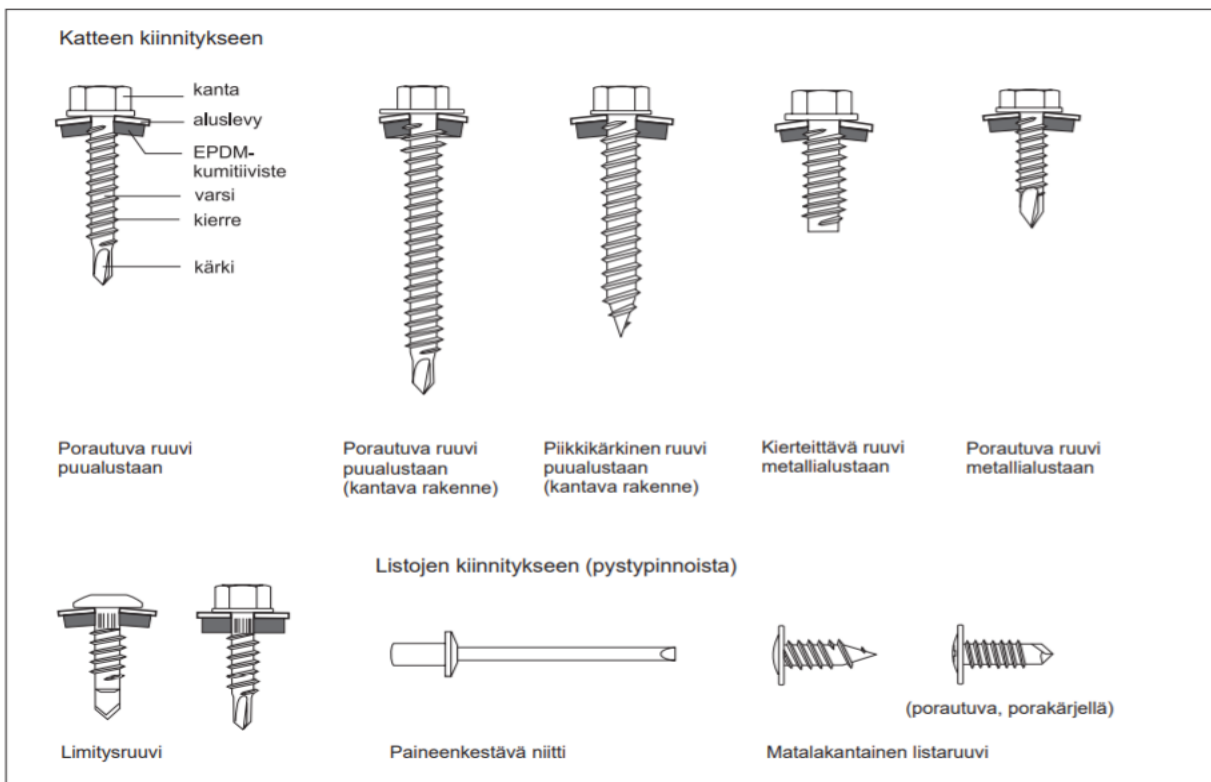 Katteen kiinnitykseen
kanta
aluslevy
EPDM-
kumitiiviste
varsi
kierre
kärki
Porautuva ruuvi
puualustaan
Porautuva ruuvi
puualustaan
(kantava rakenne)
Piikkikärkinen ruuvi
puualustaan
(kantava rakenne)
Kierteittävä ruuvi
metallialustaan
Porautuva ruuvi
metallialustaan
Listojen kiinnitykseen (pystypinnoista)
(porautuva, porakärjellä)
Limitysruuvi
Paineenkestävä niitti
Matalakantainen listaruuvi